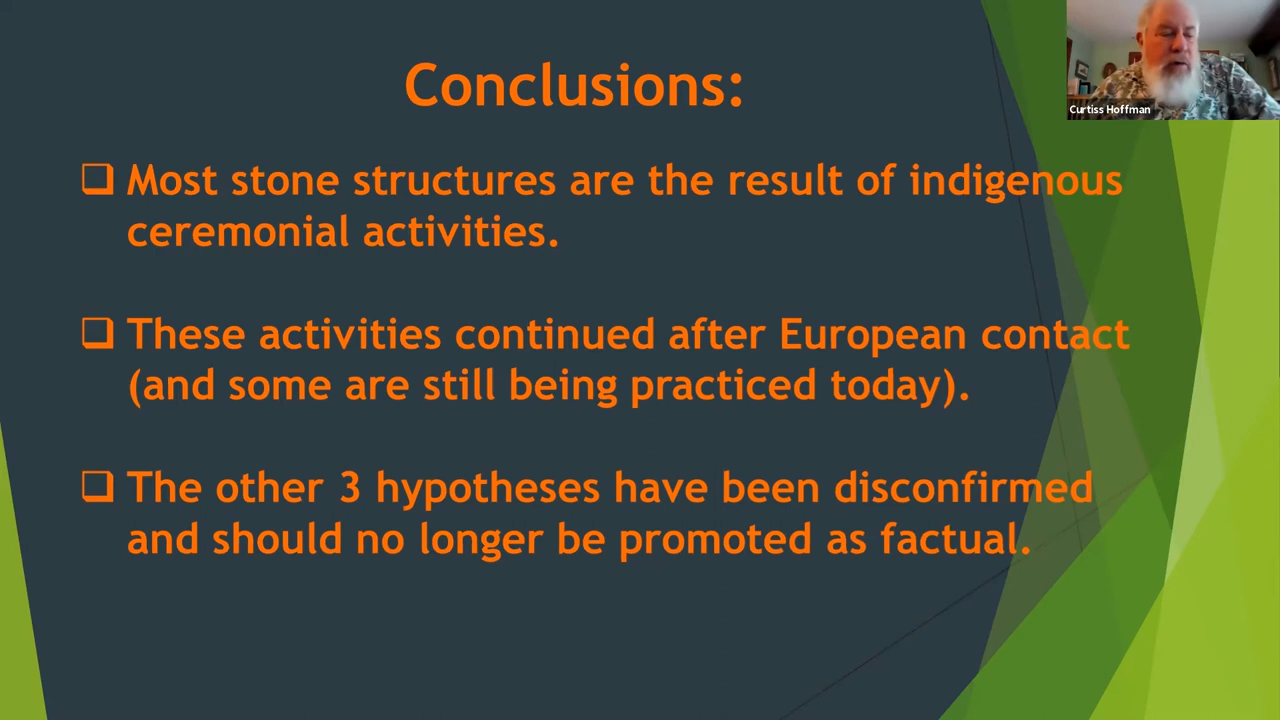 Conclusions:
Curtiss Hoffman
Most stone structures are the result of indigenous
ceremonial activities.
These activities continued after European contact
(and some are still being practiced today).
The other 3 hypotheses have been disconfirmed
and should no longer be promoted as factual.